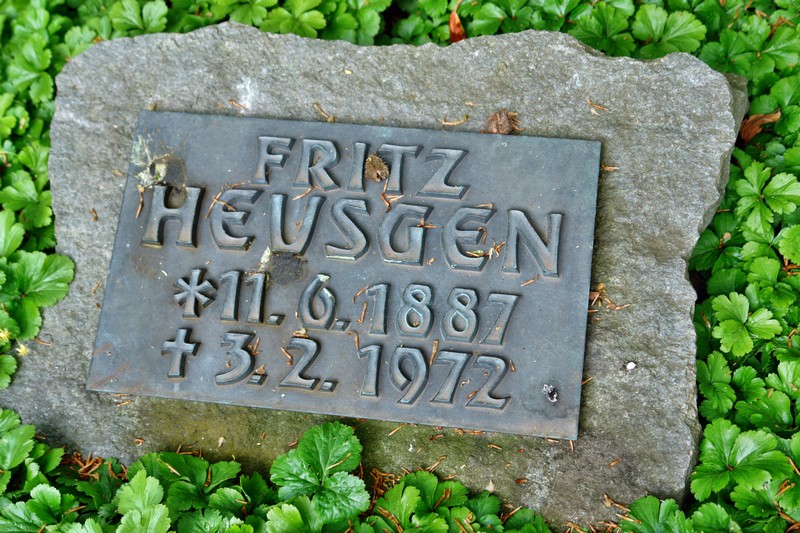 FRITZ
HEUSGEN
*11.6.1887
†3.2.1972